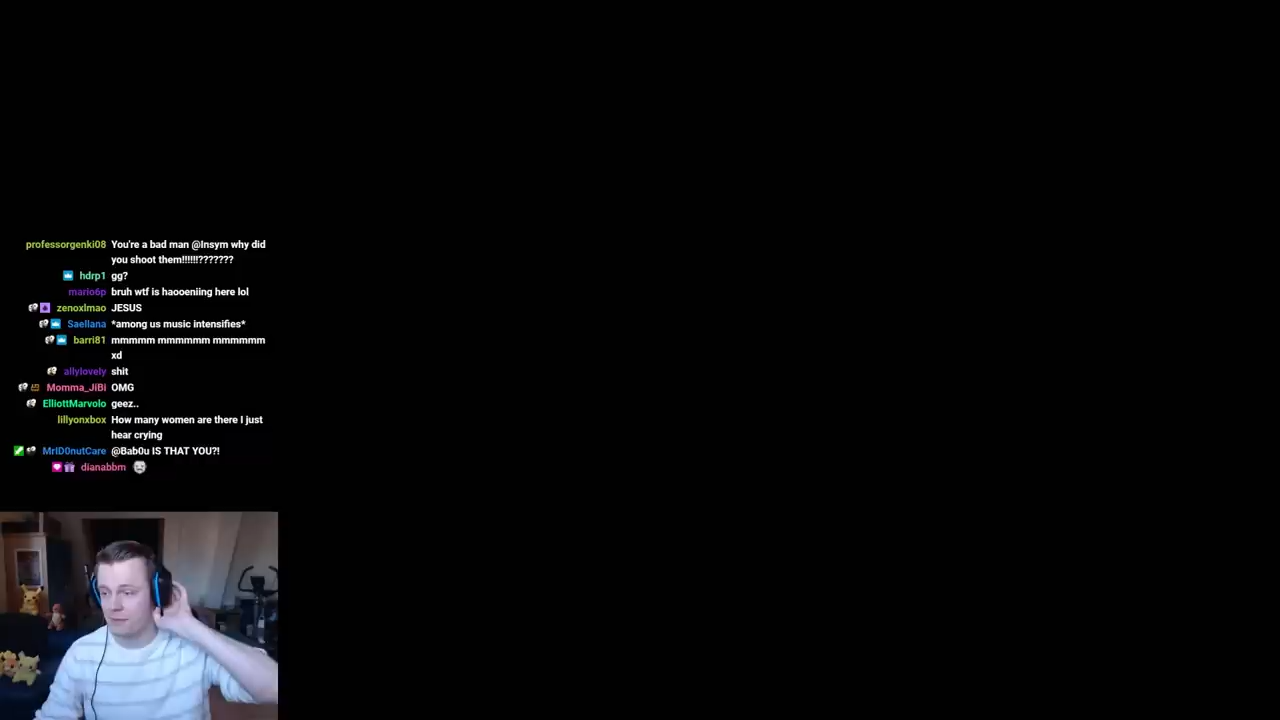 professorgenki08 You're a bad man @Insym why did
you shoot them!!!!!!???????
hdrp1 gg?
mario6p bruh wtf is haooeniing here lol
zenoxlmao JESUS
Saellana *among us music intensifies*
barri81 mmmmm mmmmmm mmmmmm
xd
allylovely shit
Momma_JiBi OMG
ElliottMarvolo geez..
lillyonxbox How many women are there I just
hear crying
MrID0nutCare @Bab0u IS THAT YOU?!
dianabbm